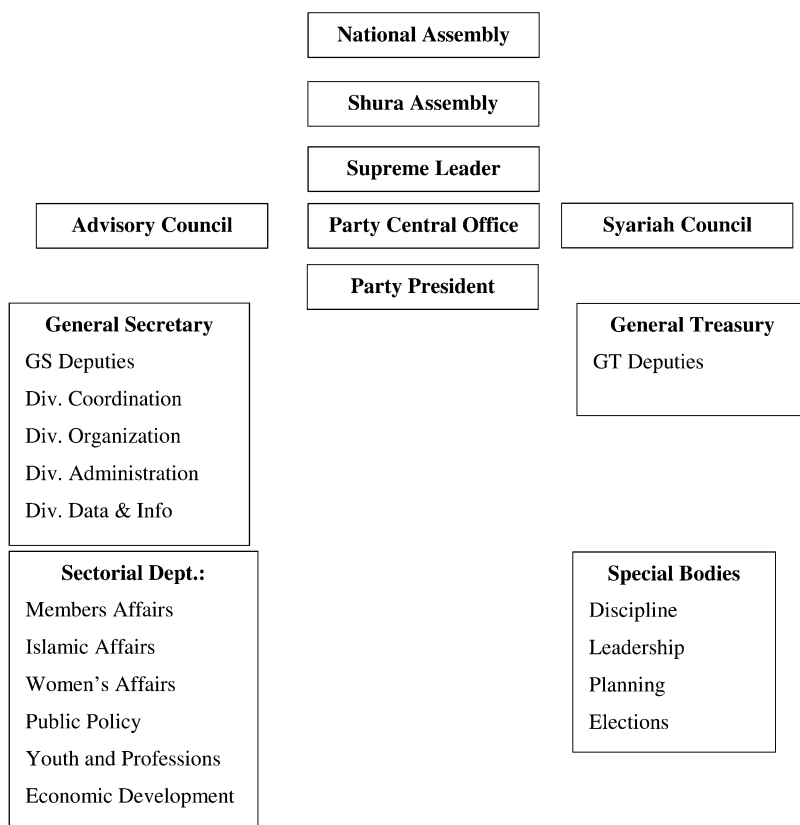 National Assembly
Shura Assembly
Supreme Leader
Advisory Council
Party Central Office
Syariah Council
Party President
General Secretary
GS Deputies
Div. Coordination
Div. Organization
Div. Administration
Div. Data & Info
General Treasury
GT Deputies
Sectorial Dept.:
Members Affairs
Islamic Affairs
Women’s Affairs
Public Policy
Youth and Professions
Economic Development
Special Bodies
Discipline
Leadership
Planning
Elections